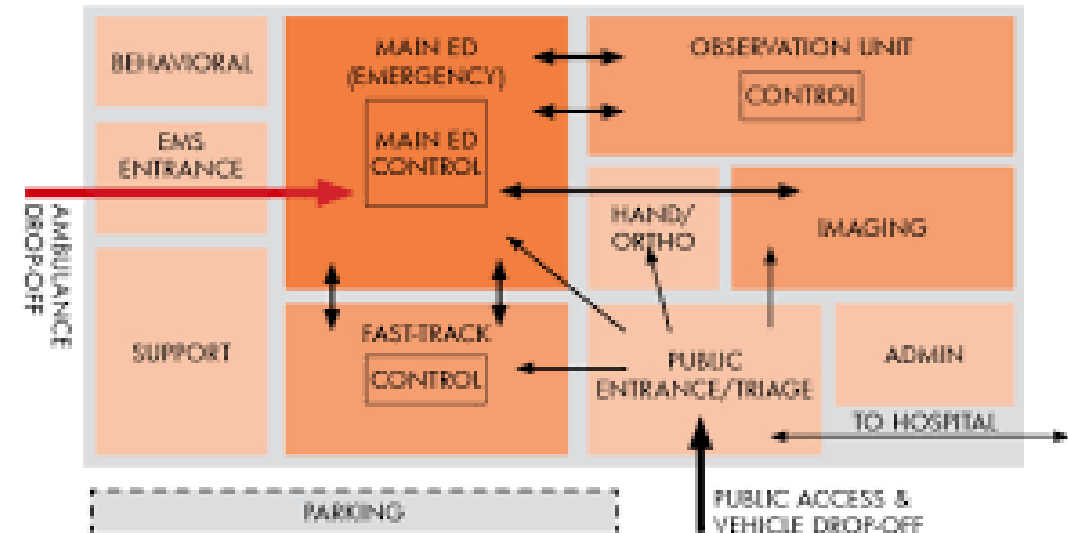 BEHAVIORAL
MAIN ED
(EMERGENCY)
OBSERVATION UNIT
CONTROL
EMS
ENTRANCE
MAIN ED
CONTROL
AMBULANCE
DROP-OFF
HAND/
ORTHO
IMAGING
SUPPORT
FAST-TRACK
CONTROL
PUBLIC
ENTRANCE/TRIAGE
ADMIN
TO HOSPITAL
PARKING
PUBLIC ACCESS &
VEHICLE DROP-OFF